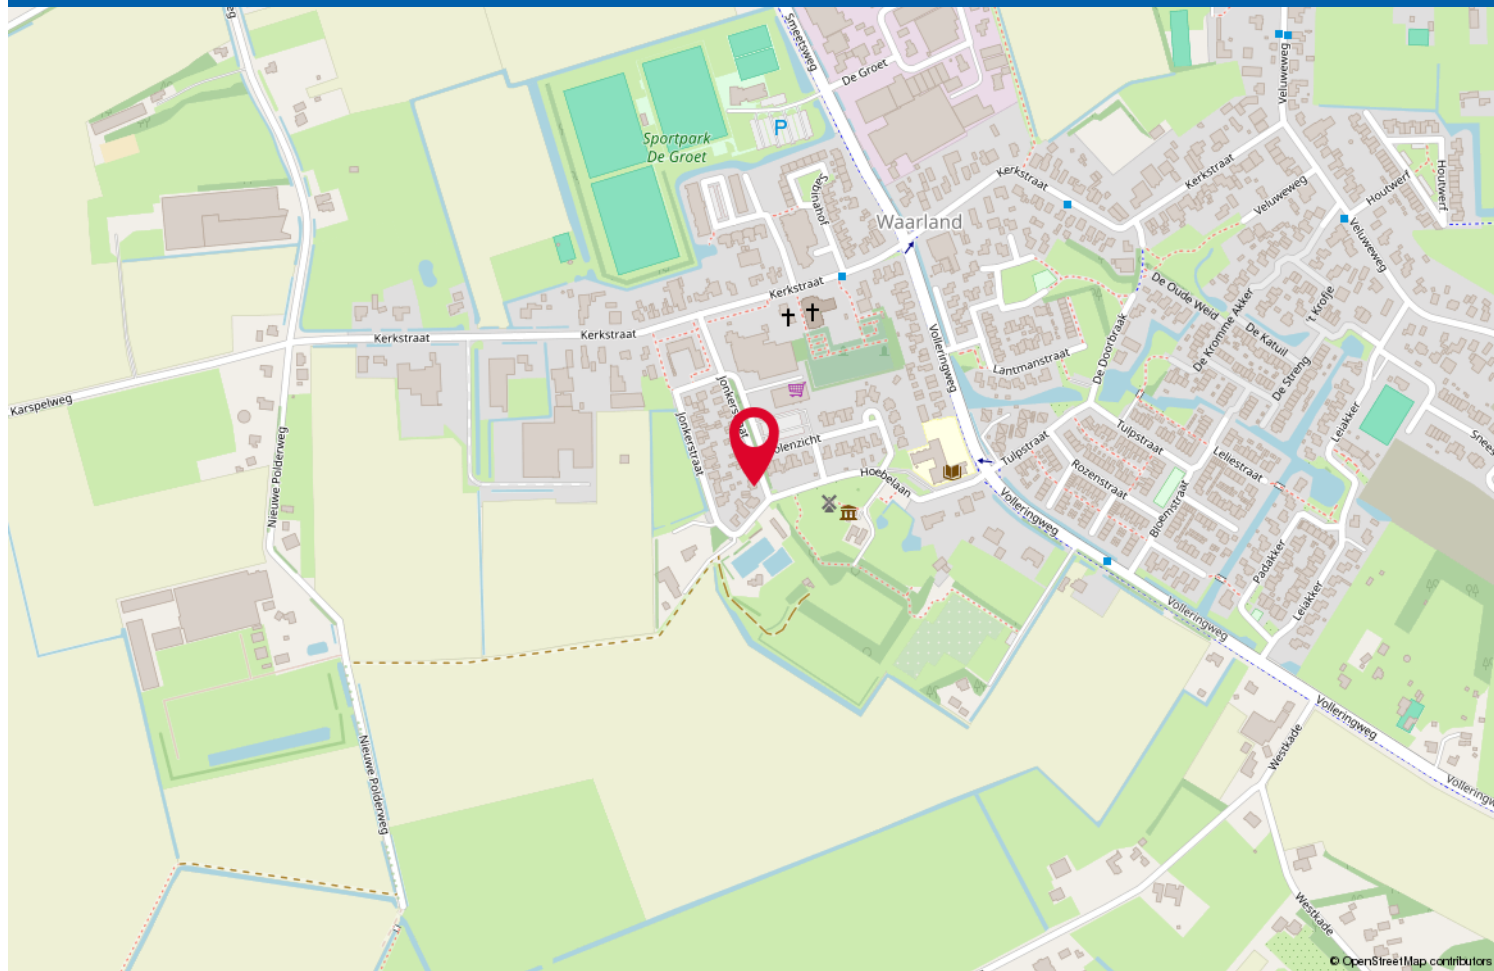 Smeetsweg
De Groet
Veluweweg
P
Sportpark
De Groet
Kerkstraat
Kerkstraat
Houtwerf
Houtwerf
Sabinahof
Veluweweg
Waarland
Veluweweg
Kerkstraat
De Oude Weid
't Krofje
De Kromme Akker
De Katuil
Kerkstraat
Kerkstraat
Volleringweg
De Doorbraak
Lantmanstraat
De Streng
Karspelweg
Jonkerstraat
Jonkerstraat
Leiakker
Tulpstraat
Tulpstraat
Leliestraat
Hoebelaan
Rozenstraat
Nieuwe Polderweg
Volleringweg
Bloemstraat
Padakker
Leiakker
Volleringweg
Volleringweg
Westkade
Nieuwe Polderweg
Westkade
© OpenStreetMap contributors